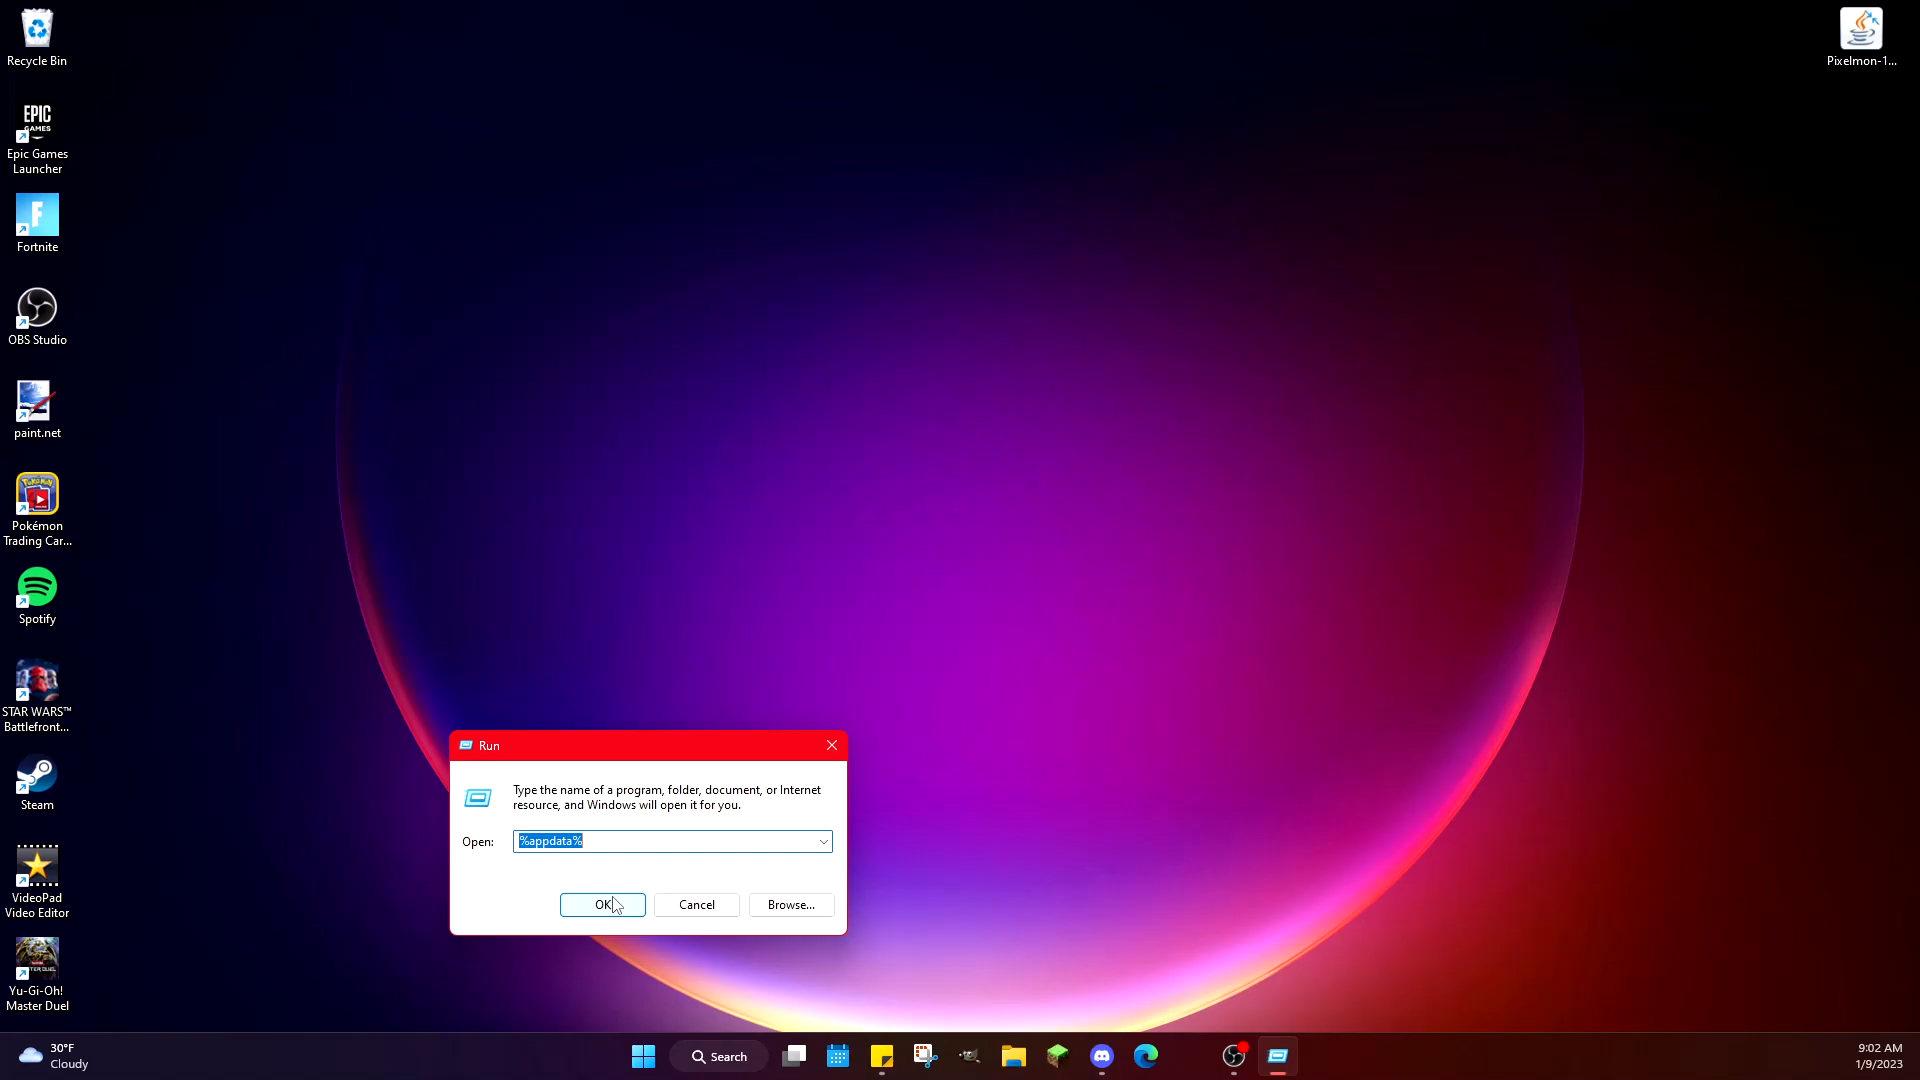 Recycle Bin
Pixelmon-1...
EPIC
GAMES
Epic Games
Launcher
Fortnite
OBS Studio
paint.net
Pokémon
Trading Car...
Spotify
STAR WARS™
Battlefront...
Steam
VideoPad
Video Editor
Yu-Gi-Oh!
Master Duel
Run
Type the name of a program, folder, document, or Internet
resource, and Windows will open it for you.
Open: %appdata%
OK Cancel Browse...
30°F
Cloudy
Search
9:02 AM
1/9/2023